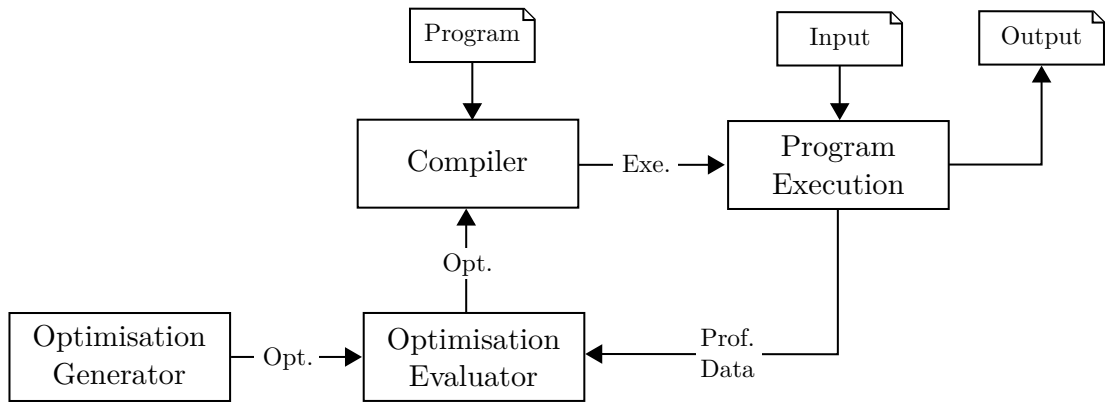 Program
Input
Output
Compiler
Exe.
Program
Execution
Opt.
Optimisation
Generator
Opt.
Optimisation
Evaluator
Prof.
Data